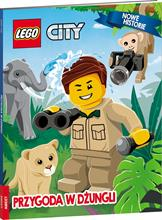 LEGO CITY
NOWE
HISTORIE
PRZYGODA W DŻUNGLI